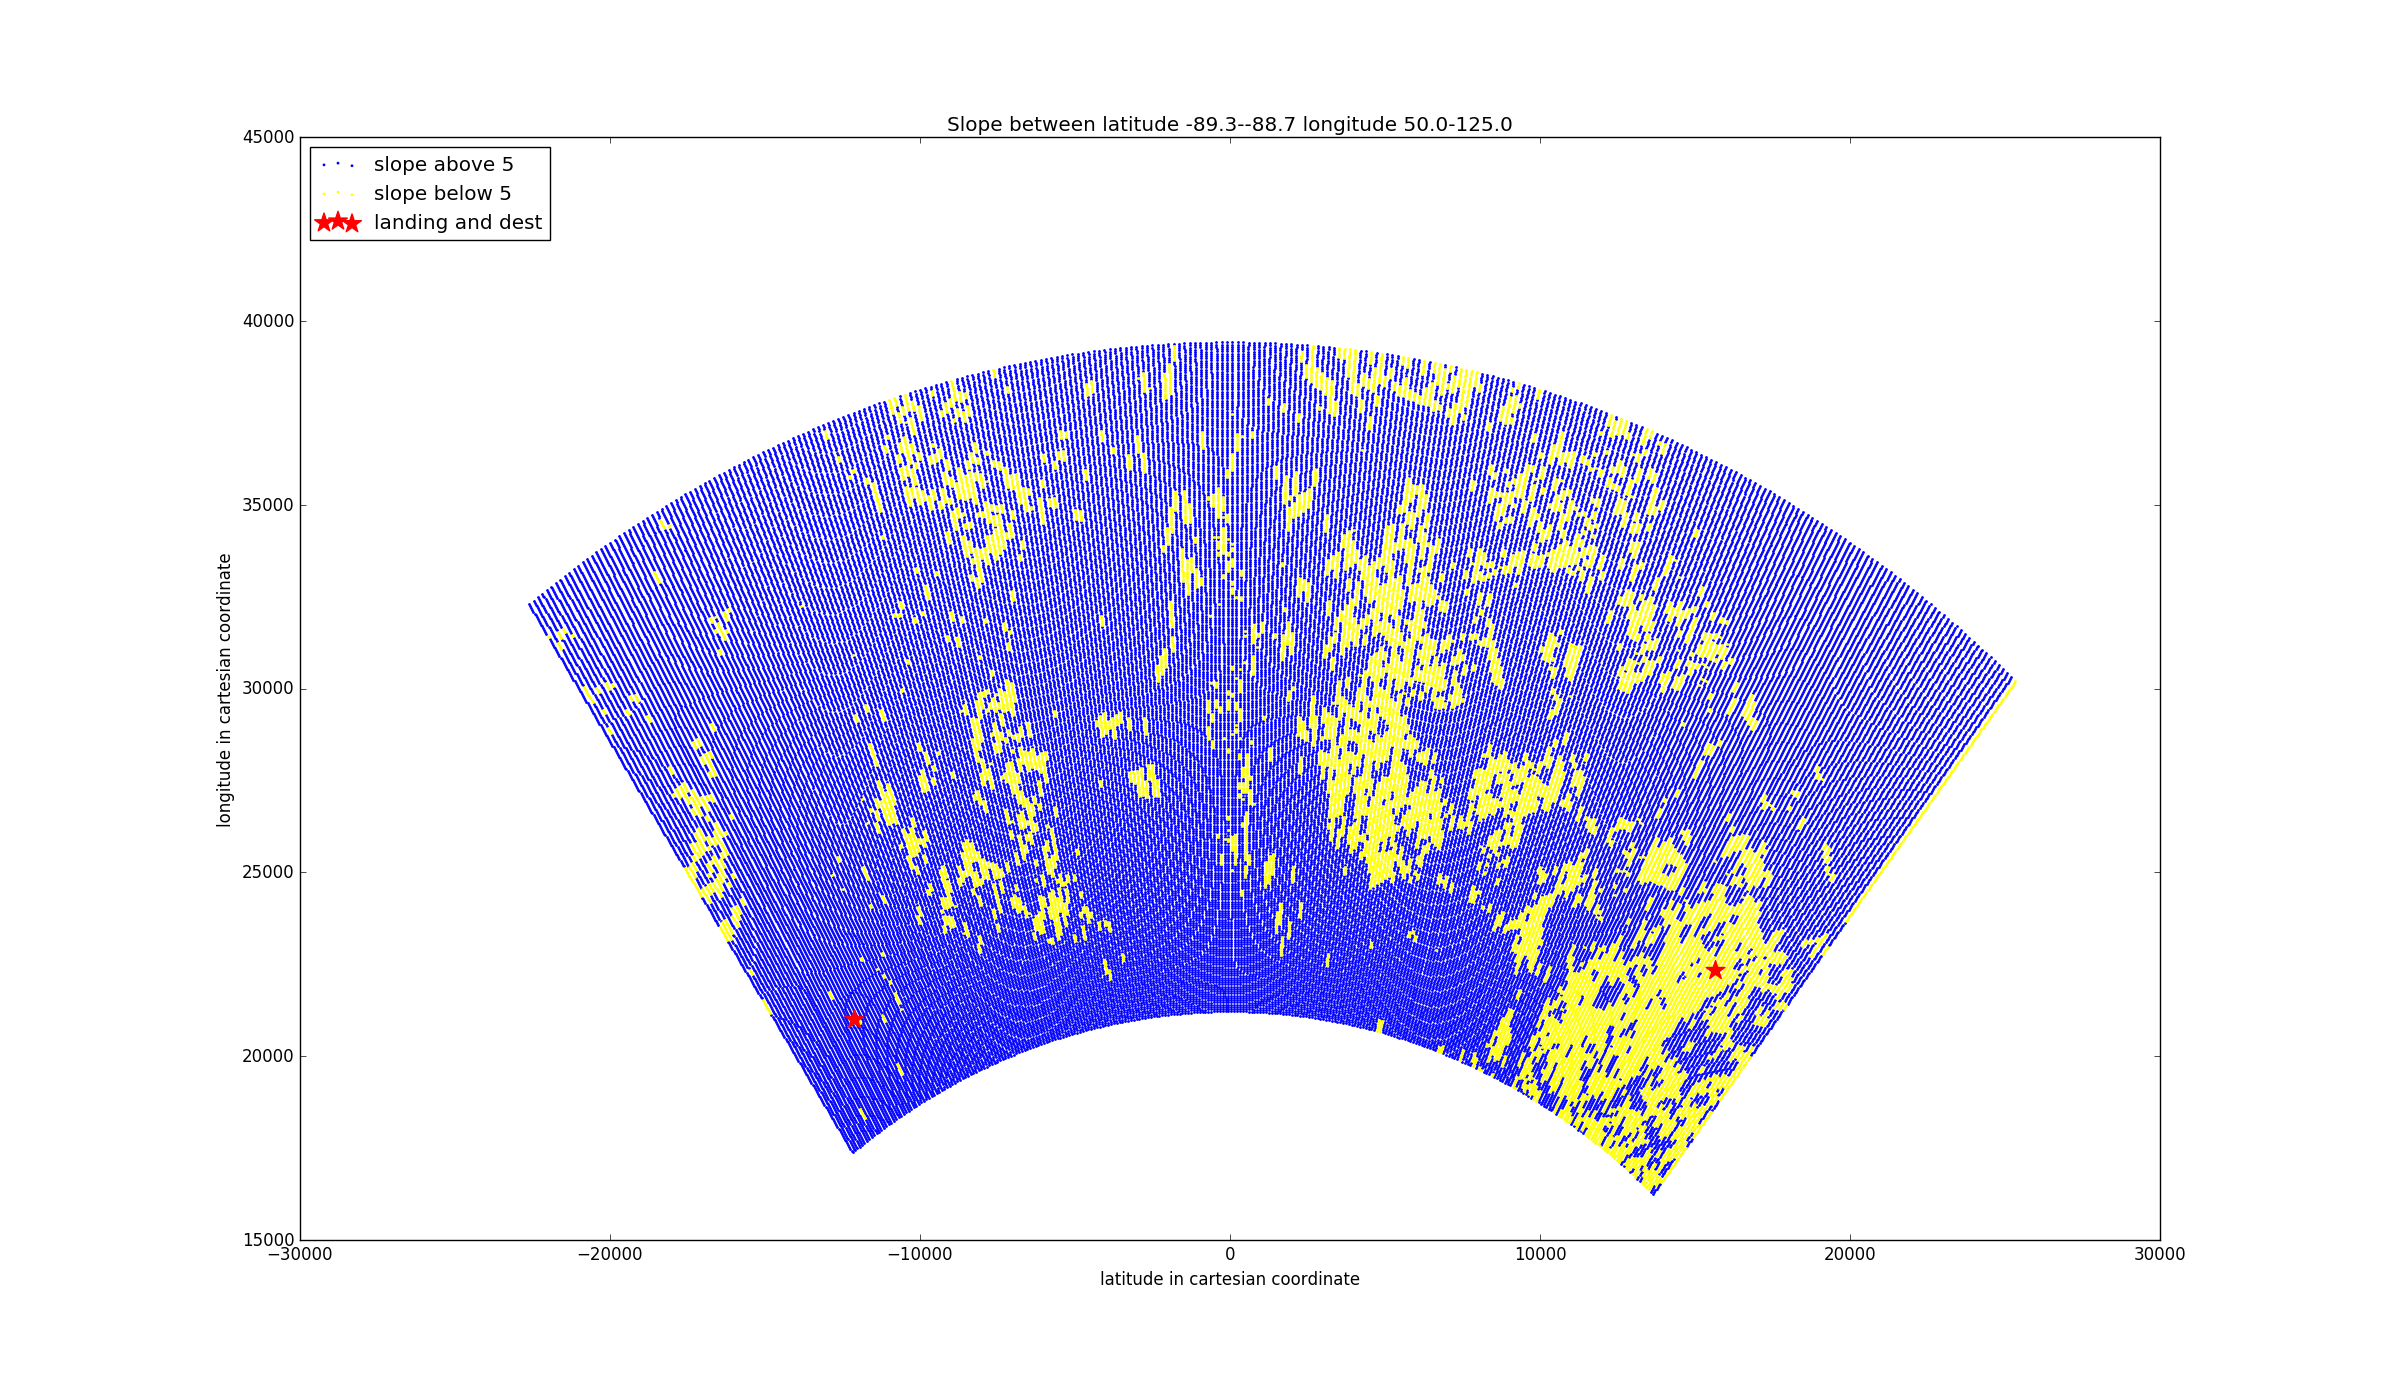 Slope between latitude -89.3--88.7 longitude 50.0-125.0
45000
40000
35000
30000
25000
20000
15000
slope above 5
slope below 5
landing and dest
longitude in cartesian coordinate
−30000 −20000 −10000 0 10000 20000 30000
latitude in cartesian coordinate